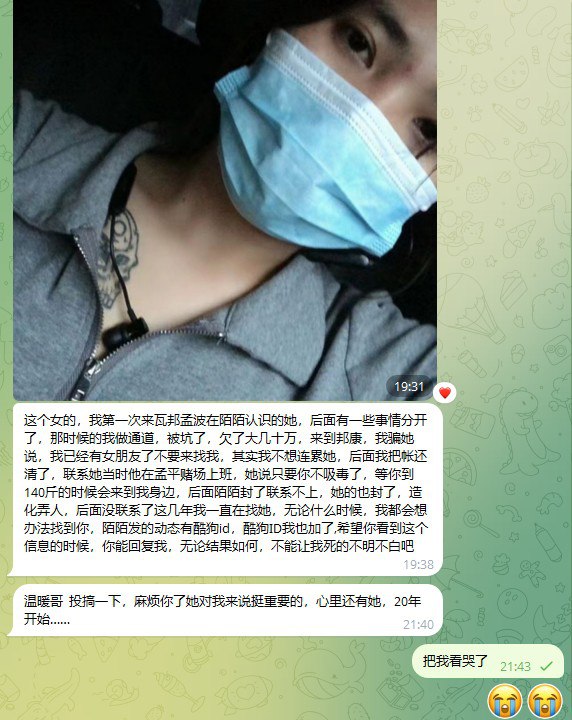 19:31
这个女的，我第一次来瓦邦孟波在陌陌认识的她，后面有一些事情分开
了，那时候的我做通道，被坑了，欠了大几十万，来到邦康，我骗她
说，我已经有女朋友了不要来找我，其实我不想连累她，后面我把帐还
清了，联系她当时他在孟平赌场上班，她说只要你不吸毒了，等你到
140斤的时候会来到我身边，后面陌陌封了联系不上，她的也封了，造
化弄人，后面没联系了这几年我一直在找她，无论什么时候，我都会想
办法找到你，陌陌发的动态有酷狗id，酷狗ID我也加了,希望你看到这个
信息的时候，你能回复我，无论结果如何，不能让我死的不明不白吧
19:38
温暖哥 投搞一下，麻烦你了她对我来说挺重要的，心里还有她，20年
开始......
21:40
把我看哭了 21:43